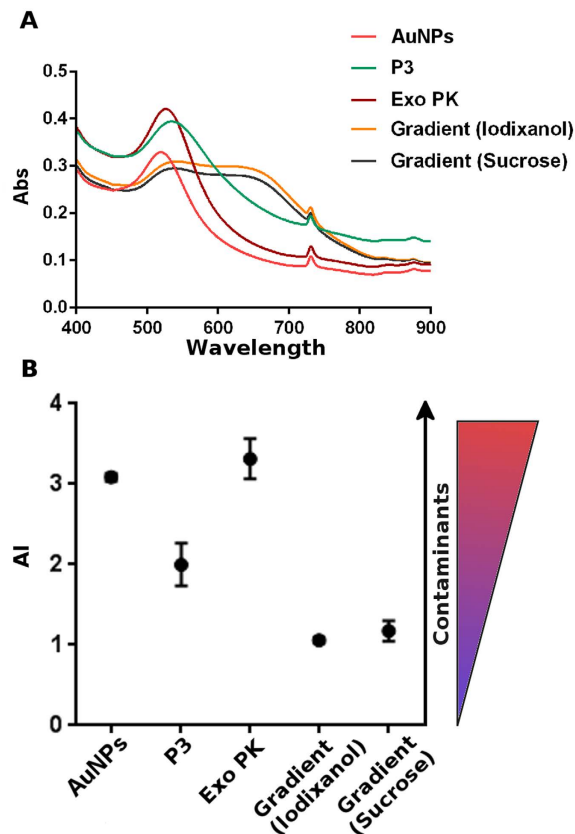 A
AuNPs
P3
Exo PK
Gradient (Iodixanol)
Gradient (Sucrose)
Abs
0.5
0.4
0.3
0.2
0.1
0.0
400 500 600 700 800 900
Wavelength
B
AI
4
3
2
1
0
Contaminants
AuNPs
P3
Exo PK
Gradient
(Iodixanol)
Gradient
(Sucrose)